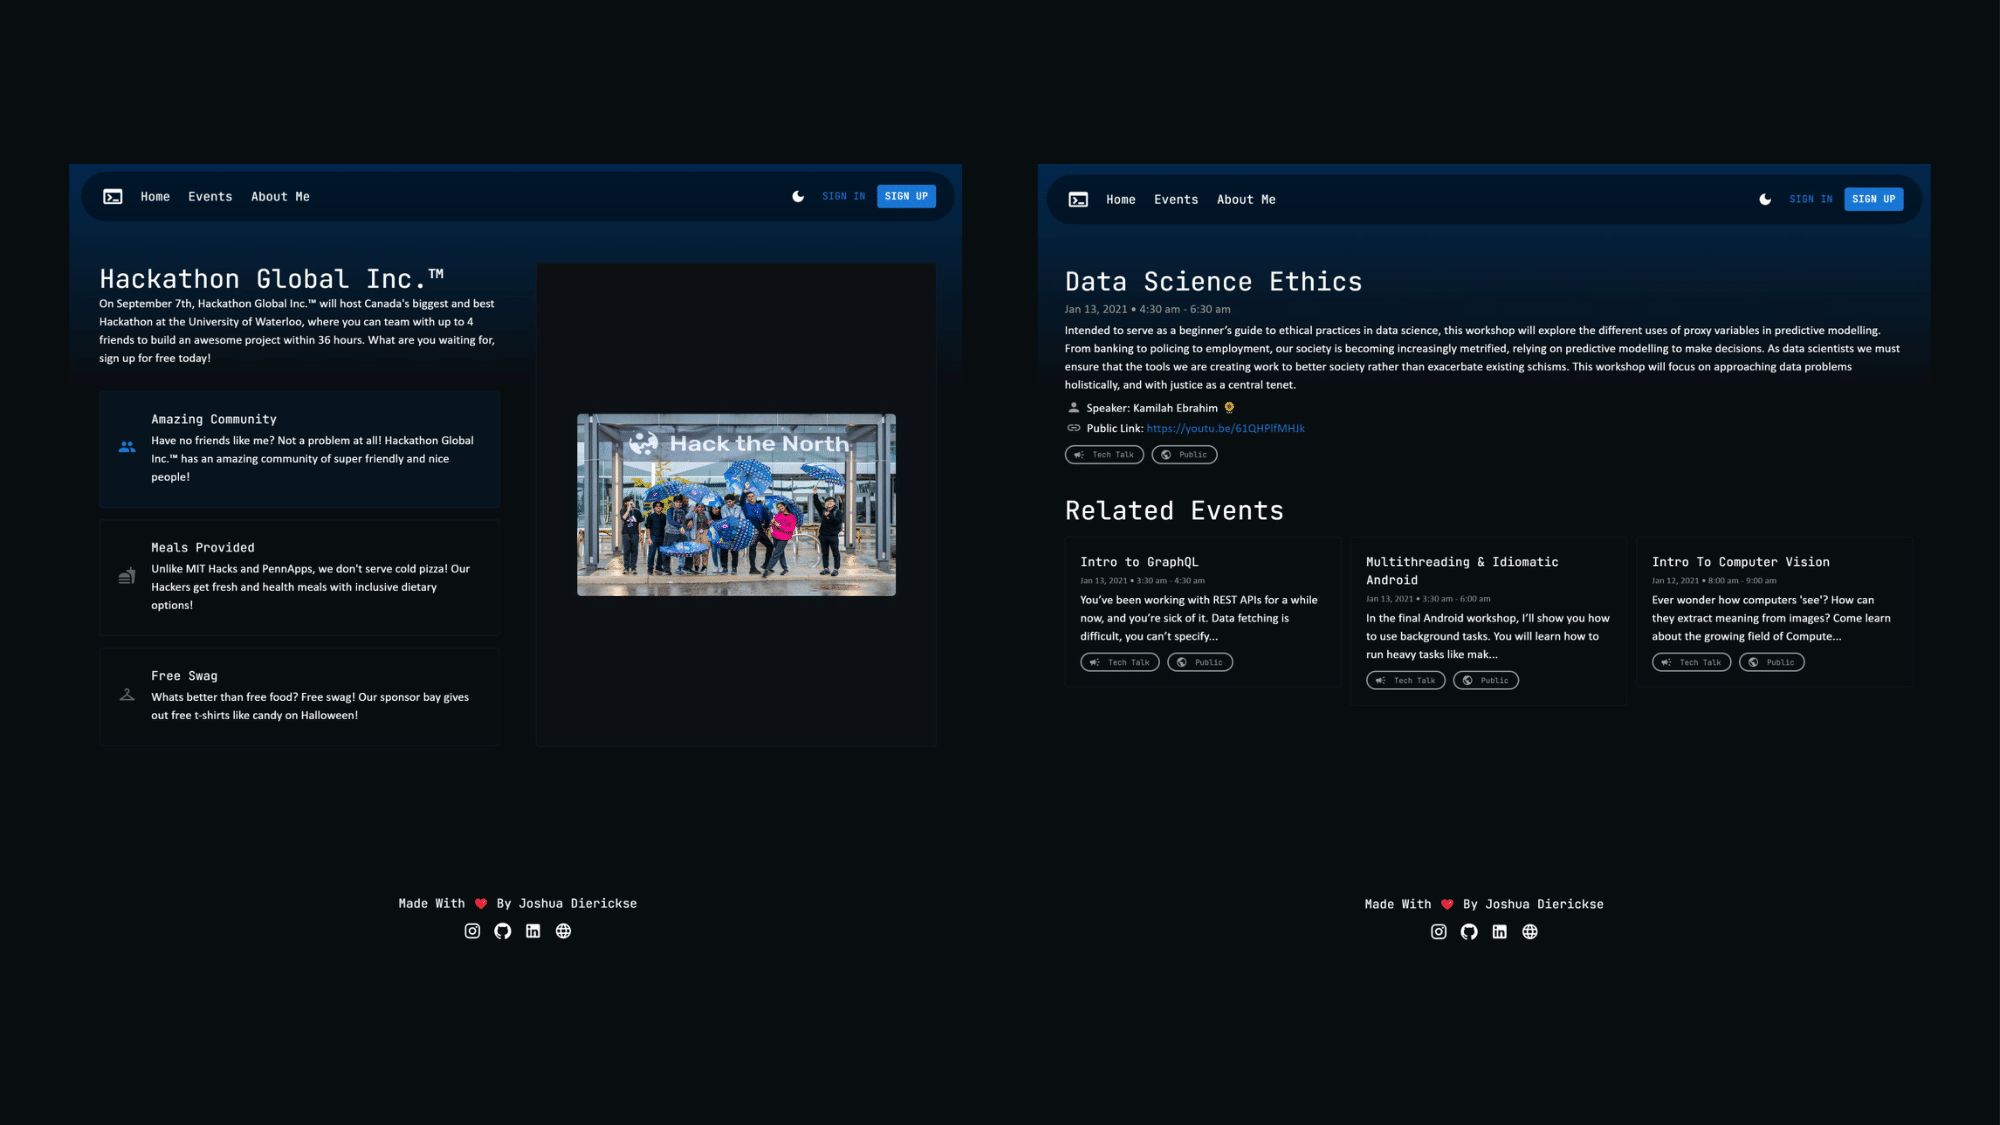 Home Events About Me SIGN IN SIGN UP
Hackathon Global Inc.™
On September 7th, Hackathon Global Inc.™ will host Canada's biggest and best
Hackathon at the University of Waterloo, where you can team with up to 4
friends to build an awesome project within 36 hours. What are you waiting for,
sign up for free today!
Amazing Community
Have no friends like me? Not a problem at all! Hackathon Global
Inc.™ has an amazing community of super friendly and nice
people!
Meals Provided
Unlike MIT Hacks and PennApps, we don't serve cold pizza! Our
Hackers get fresh and health meals with inclusive dietary
options!
Free Swag
Whats better than free food? Free swag! Our sponsor bay gives
out free t-shirts like candy on Halloween!
Hack the North
Made With ❤️ By Joshua Dierickse
Home Events About Me SIGN IN SIGN UP
Data Science Ethics
Jan 13, 2021 • 4:30 am - 6:30 am
Intended to serve as a beginner's guide to ethical practices in data science, this workshop will explore the different uses of proxy variables in predictive modelling.
From banking to policing to employment, our society is becoming increasingly metrified, relying on predictive modelling to make decisions. As data scientists we must
ensure that the tools we are creating work to better society rather than exacerbate existing schisms. This workshop will focus on approaching data problems
holistically, and with justice as a central tenet.
Speaker: Kamilah Ebrahim 🌻
Public Link: https://youtu.be/61QHPlfMHJk
Tech Talk Public
Related Events
Intro to GraphQL
Jan 13, 2021 • 3:30 am - 4:30 am
You've been working with REST APIs for a while
now, and you're sick of it. Data fetching is
difficult, you can't specify...
Tech Talk Public
Multithreading & Idiomatic
Android
Jan 13, 2021 • 3:30 am - 6:00 am
In the final Android workshop, I'll show you how
to use background tasks. You will learn how to
run heavy tasks like mak...
Tech Talk Public
Intro To Computer Vision
Jan 12, 2021 • 8:00 am - 9:00 am
Ever wonder how computers 'see'? How can
they extract meaning from images? Come learn
about the growing field of Compute...
Tech Talk Public
Made With ❤️ By Joshua Dierickse